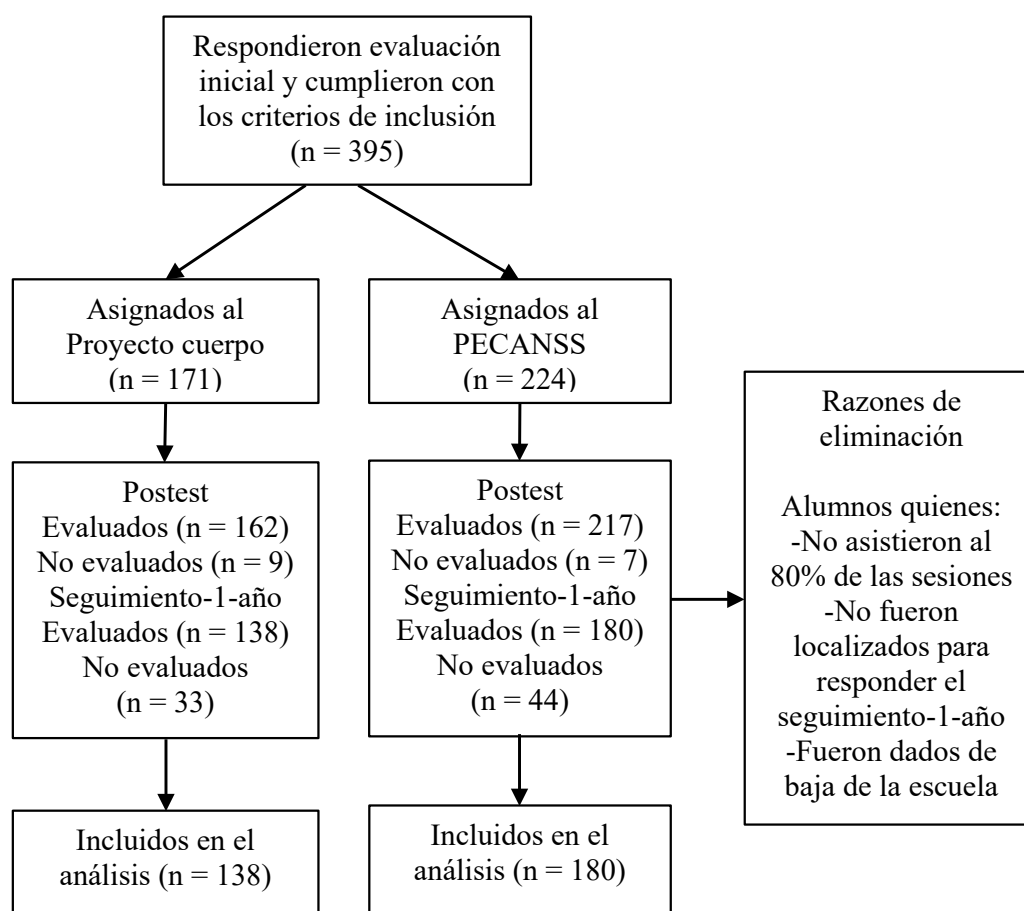 Respondieron evaluación
inicial y cumplieron con
los criterios de inclusión
(n = 395)
Asignados al
Proyecto cuerpo
(n = 171)
Asignados al
PECANSS
(n = 224)
Postest
Evaluados (n = 162)
No evaluados (n = 9)
Seguimiento-1-año
Evaluados (n = 138)
No evaluados
(n = 33)
Postest
Evaluados (n = 217)
No evaluados (n = 7)
Seguimiento-1-año
Evaluados (n = 180)
No evaluados
(n = 44)
Razones de
eliminación
Alumnos quienes:
-No asistieron al
80% de las sesiones
-No fueron
localizados para
responder el
seguimiento-1-año
-Fueron dados de
baja de la escuela
Incluidos en el
análisis (n = 138)
Incluidos en el
análisis (n = 180)